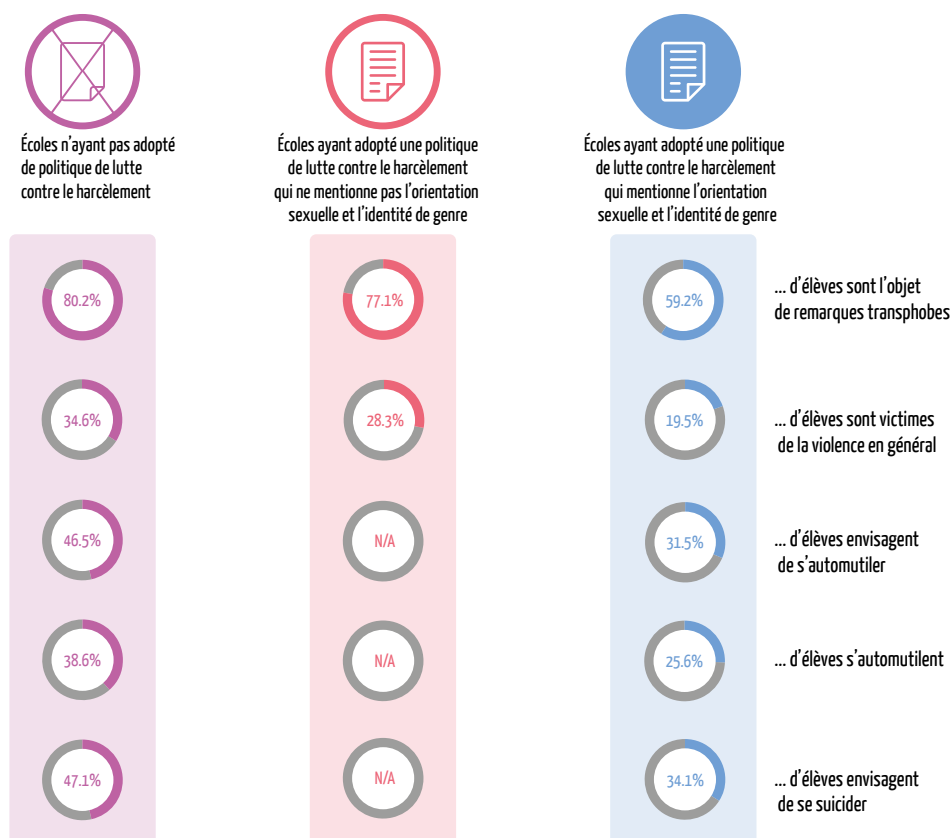 Écoles n'ayant pas adopté
de politique de lutte
contre le harcèlement
Écoles ayant adopté une politique
de lutte contre le harcèlement
qui ne mentionne pas l'orientation
sexuelle et l'identité de genre
Écoles ayant adopté une politique
de lutte contre le harcèlement
qui mentionne l'orientation
sexuelle et l'identité de genre
80.2%
77.1%
59.2%
... d'élèves sont l'objet
de remarques transphobes
34.6%
28.3%
19.5%
... d'élèves sont victimes
de la violence en général
46.5%
N/A
31.5%
... d'élèves envisagent
de s'automutiler
38.6%
N/A
25.6%
... d'élèves s'automutilent
47.1%
N/A
34.1%
... d'élèves envisagent
de se suicider